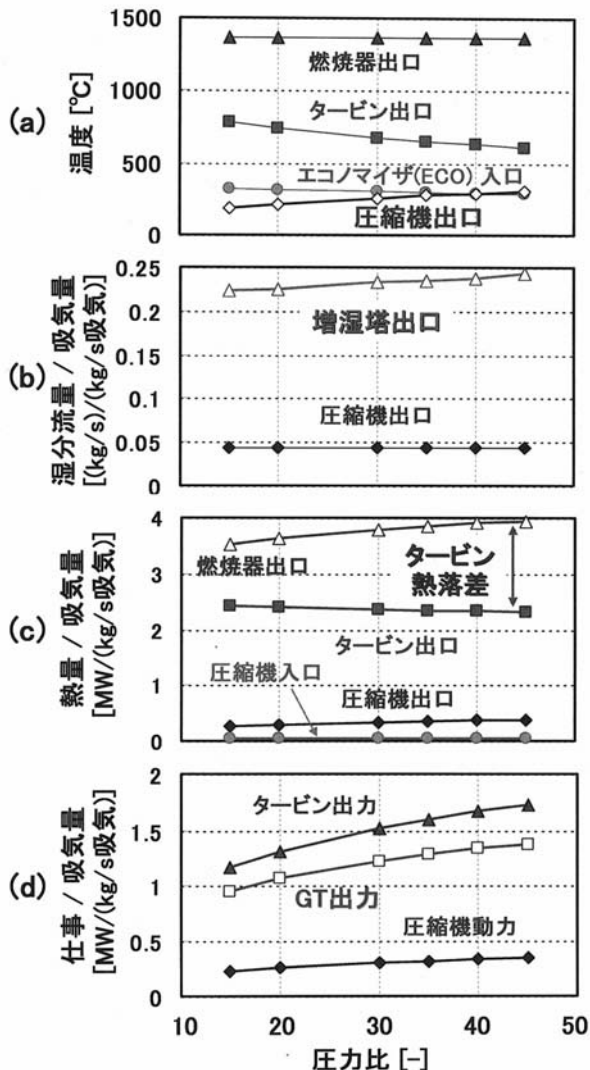 (a)
温度 [℃]
1500
1000
500
0
燃焼器出口
タービン出口
エコノマイザ(ECO) 入口
圧縮機出口
(b)
湿分流量 / 吸気量
[(kg/s)/(kg/s吸気)]
0.25
0.2
0.15
0.1
0.05
0
増湿塔出口
圧縮機出口
(c)
熱量 / 吸気量
[MW/(kg/s吸気)]
4
3
2
1
0
燃焼器出口
タービン
熱落差
タービン出口
圧縮機入口
圧縮機出口
(d)
仕事 / 吸気量
[MW/(kg/s吸気)]
2
1.5
1
0.5
0
タービン出力
GT出力
圧縮機動力
10 20 30 40 50
圧力比 [-]